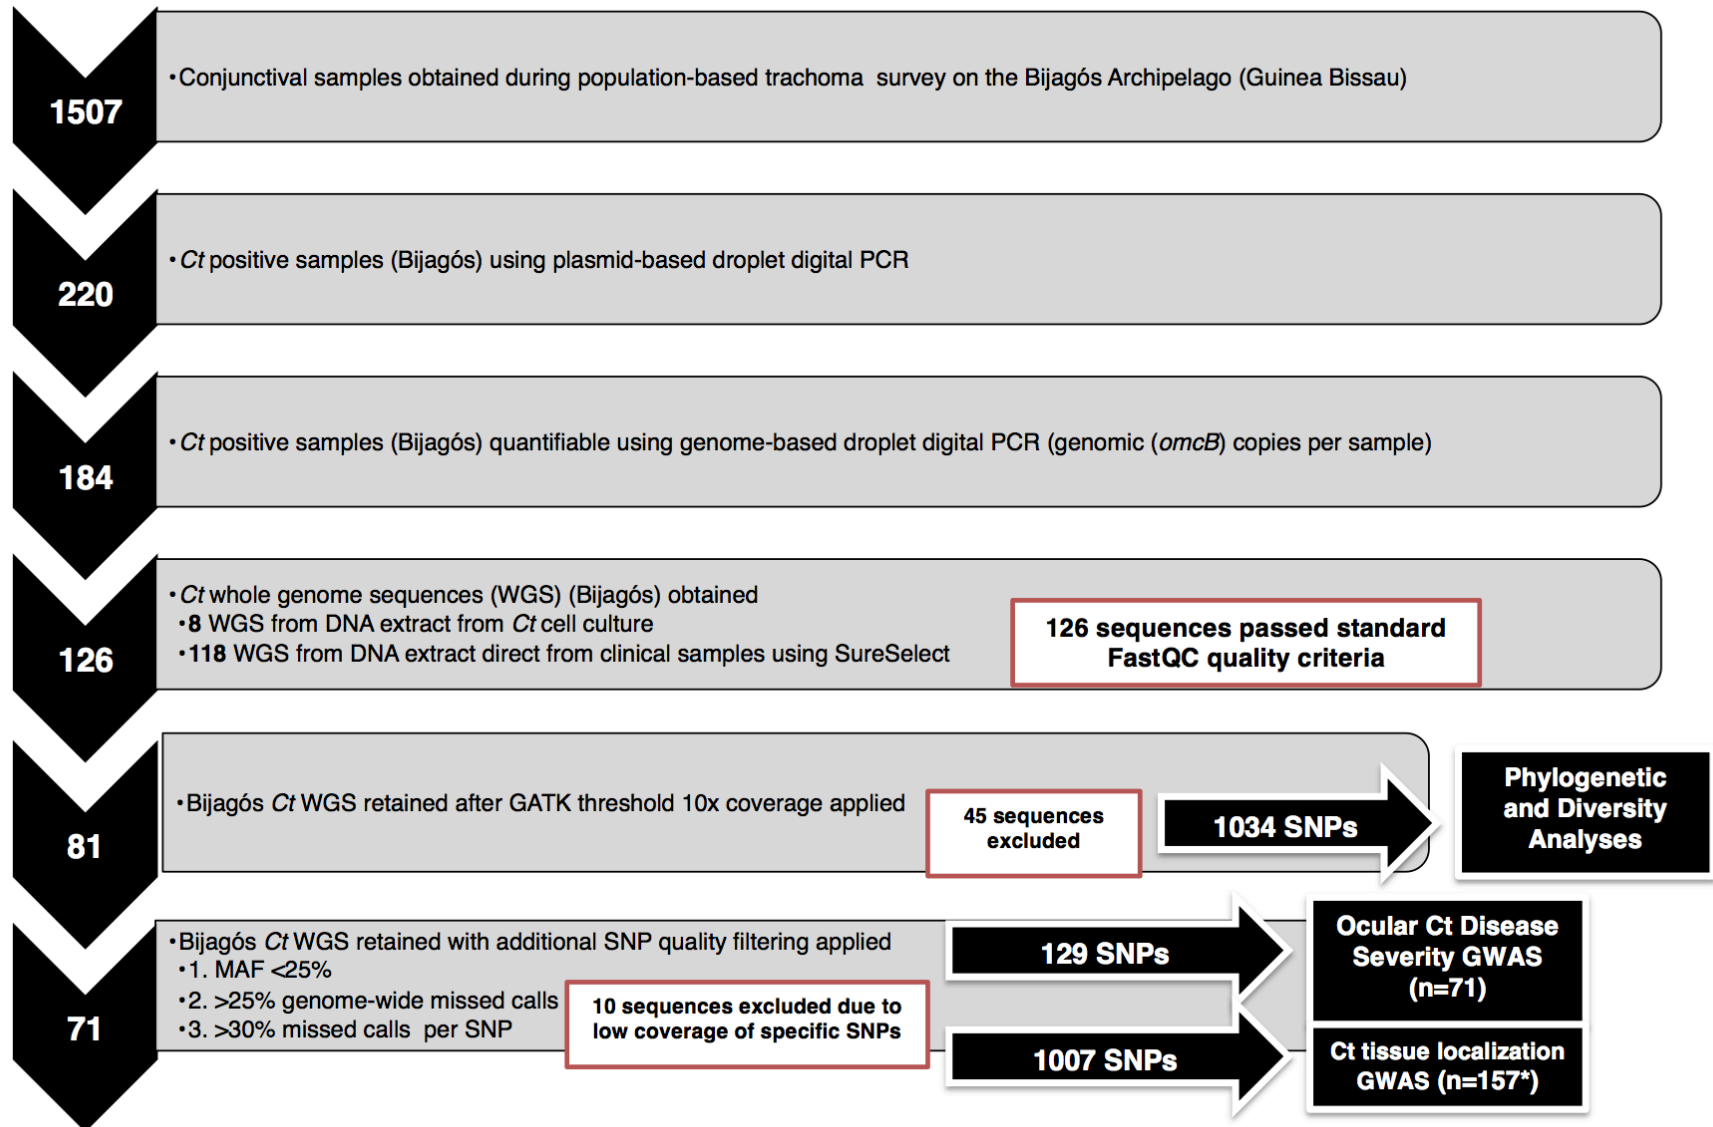 1507
•Conjunctival samples obtained during population-based trachoma survey on the Bijagós Archipelago (Guinea Bissau)
220
•Ct positive samples (Bijagós) using plasmid-based droplet digital PCR
184
•Ct positive samples (Bijagós) quantifiable using genome-based droplet digital PCR (genomic (omcB) copies per sample)
126
•Ct whole genome sequences (WGS) (Bijagós) obtained
•8 WGS from DNA extract from Ct cell culture
•118 WGS from DNA extract direct from clinical samples using SureSelect
126 sequences passed standard
FastQC quality criteria
81
•Bijagós Ct WGS retained after GATK threshold 10x coverage applied
45 sequences
excluded
1034 SNPs
Phylogenetic
and Diversity
Analyses
71
•Bijagós Ct WGS retained with additional SNP quality filtering applied
•1. MAF <25%
•2. >25% genome-wide missed calls
•3. >30% missed calls per SNP
10 sequences excluded due to
low coverage of specific SNPs
129 SNPs
Ocular Ct Disease
Severity GWAS
(n=71)
1007 SNPs
Ct tissue localization
GWAS (n=157*)